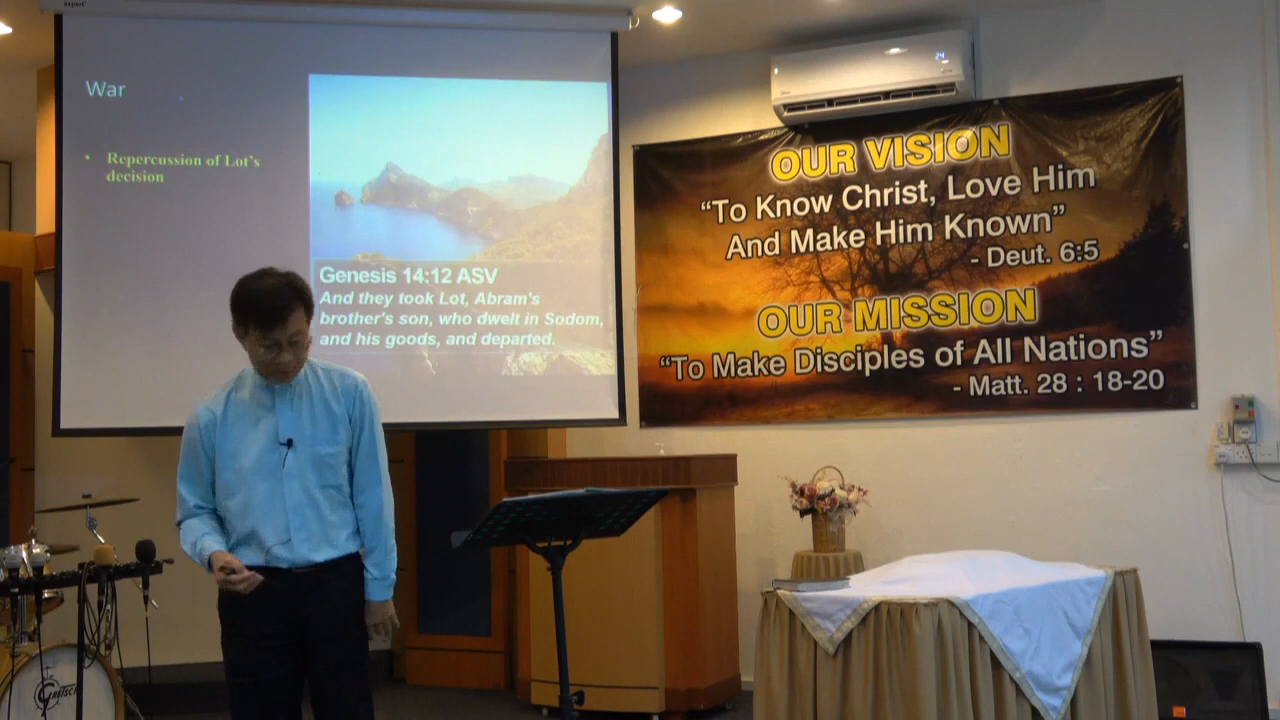 War
• Repercussion of Lot's
decision
Genesis 14:12 ASV
And they took Lot, Abram's
brother's son, who dwelt in Sodom,
and his goods, and departed.
OUR VISION
“To Know Christ, Love Him
And Make Him Known”
- Deut. 6:5
OUR MISSION
“To Make Disciples of All Nations”
- Matt. 28 : 18-20
24
GRETSCH